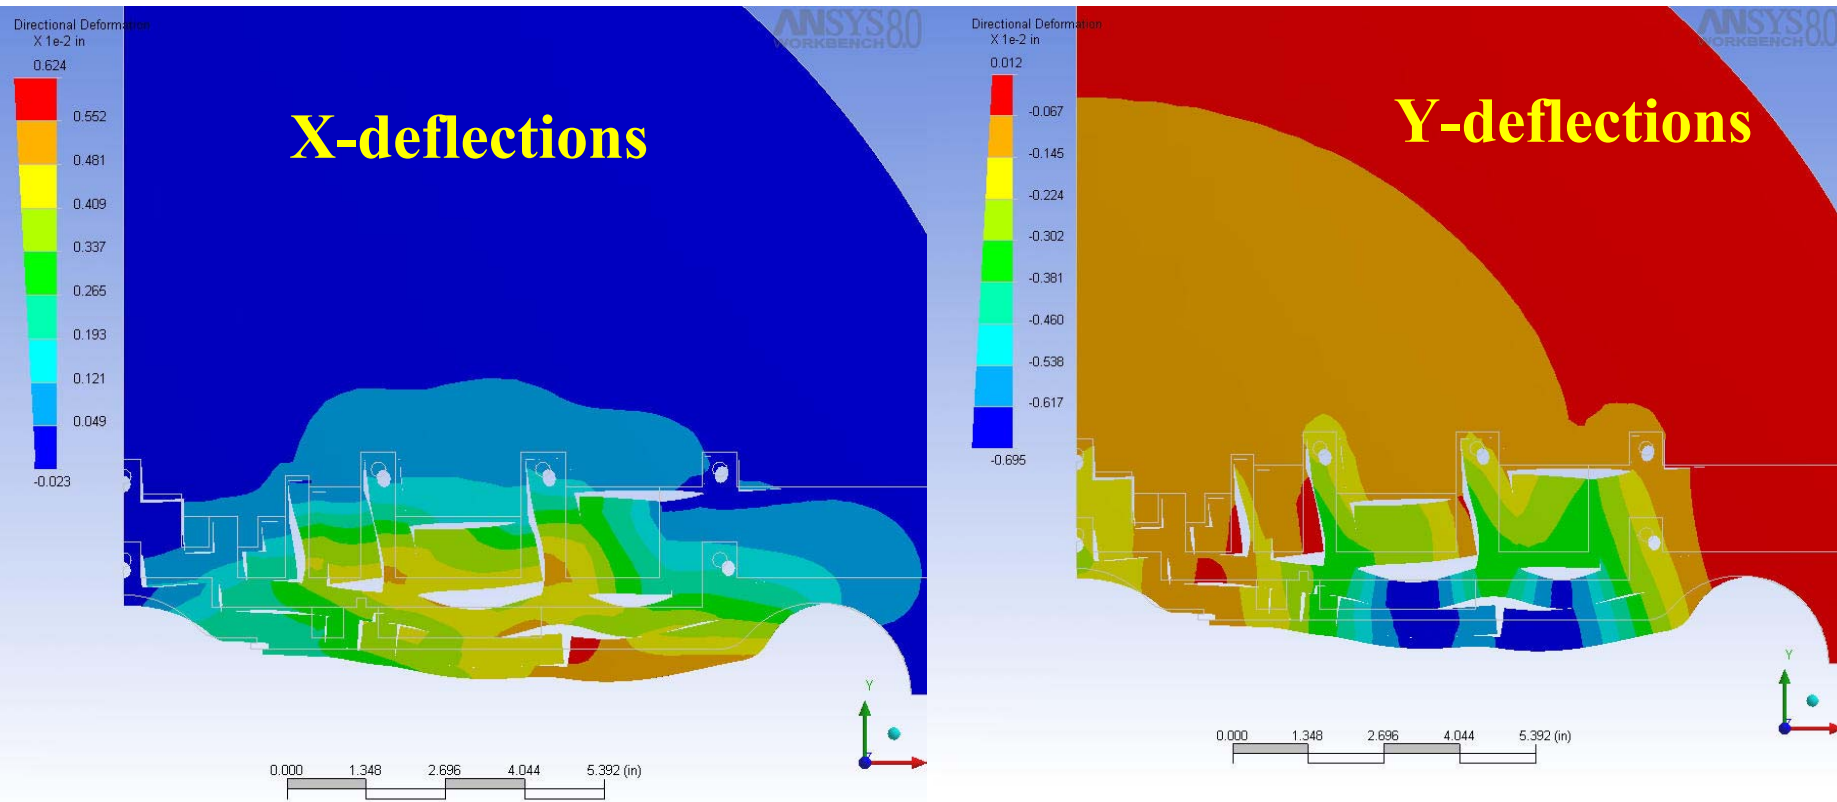 Directional Deformation
X 1e-2 in
0.624
0.552
0.481
0.409
0.337
0.265
0.193
0.121
0.049
-0.023
X-deflections
ANSYS 8.0
WORKBENCH
Y
Z
0.000 1.348 2.696 4.044 5.392 (in)
Directional Deformation
X 1e-2 in
0.012
-0.067
-0.145
-0.224
-0.302
-0.381
-0.460
-0.538
-0.617
-0.695
Y-deflections
ANSYS 8.0
WORKBENCH
Y
Z
0.000 1.348 2.696 4.044 5.392 (in)